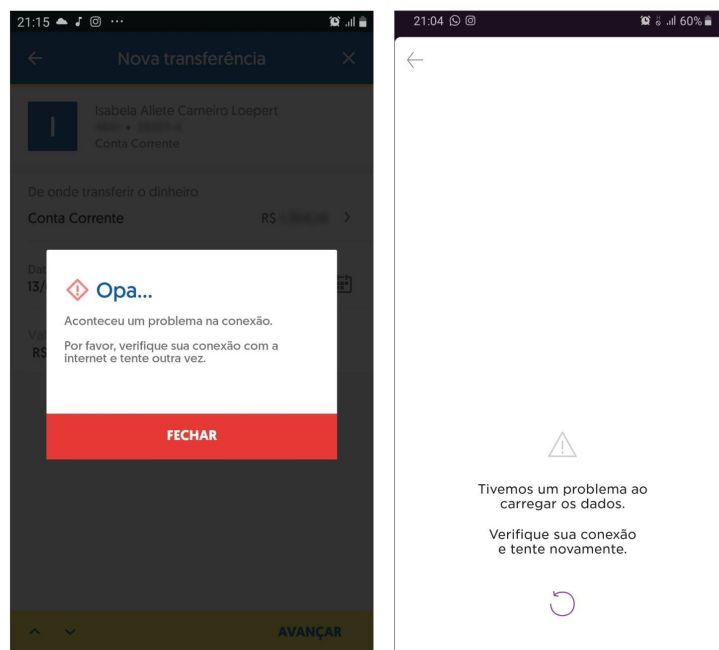 21:15
Nova transferência
I
Isabela Aliete Carneiro Loepert
Conta Corrente
De onde transferir o dinheiro
Conta Corrente R$
13/
R$
Opa...
Aconteceu um problema na conexão.
Por favor, verifique sua conexão com a
internet e tente outra vez.
FECHAR
AVANÇAR
21:04 60%
Tivemos um problema ao
carregar os dados.
Verifique sua conexão
e tente novamente.